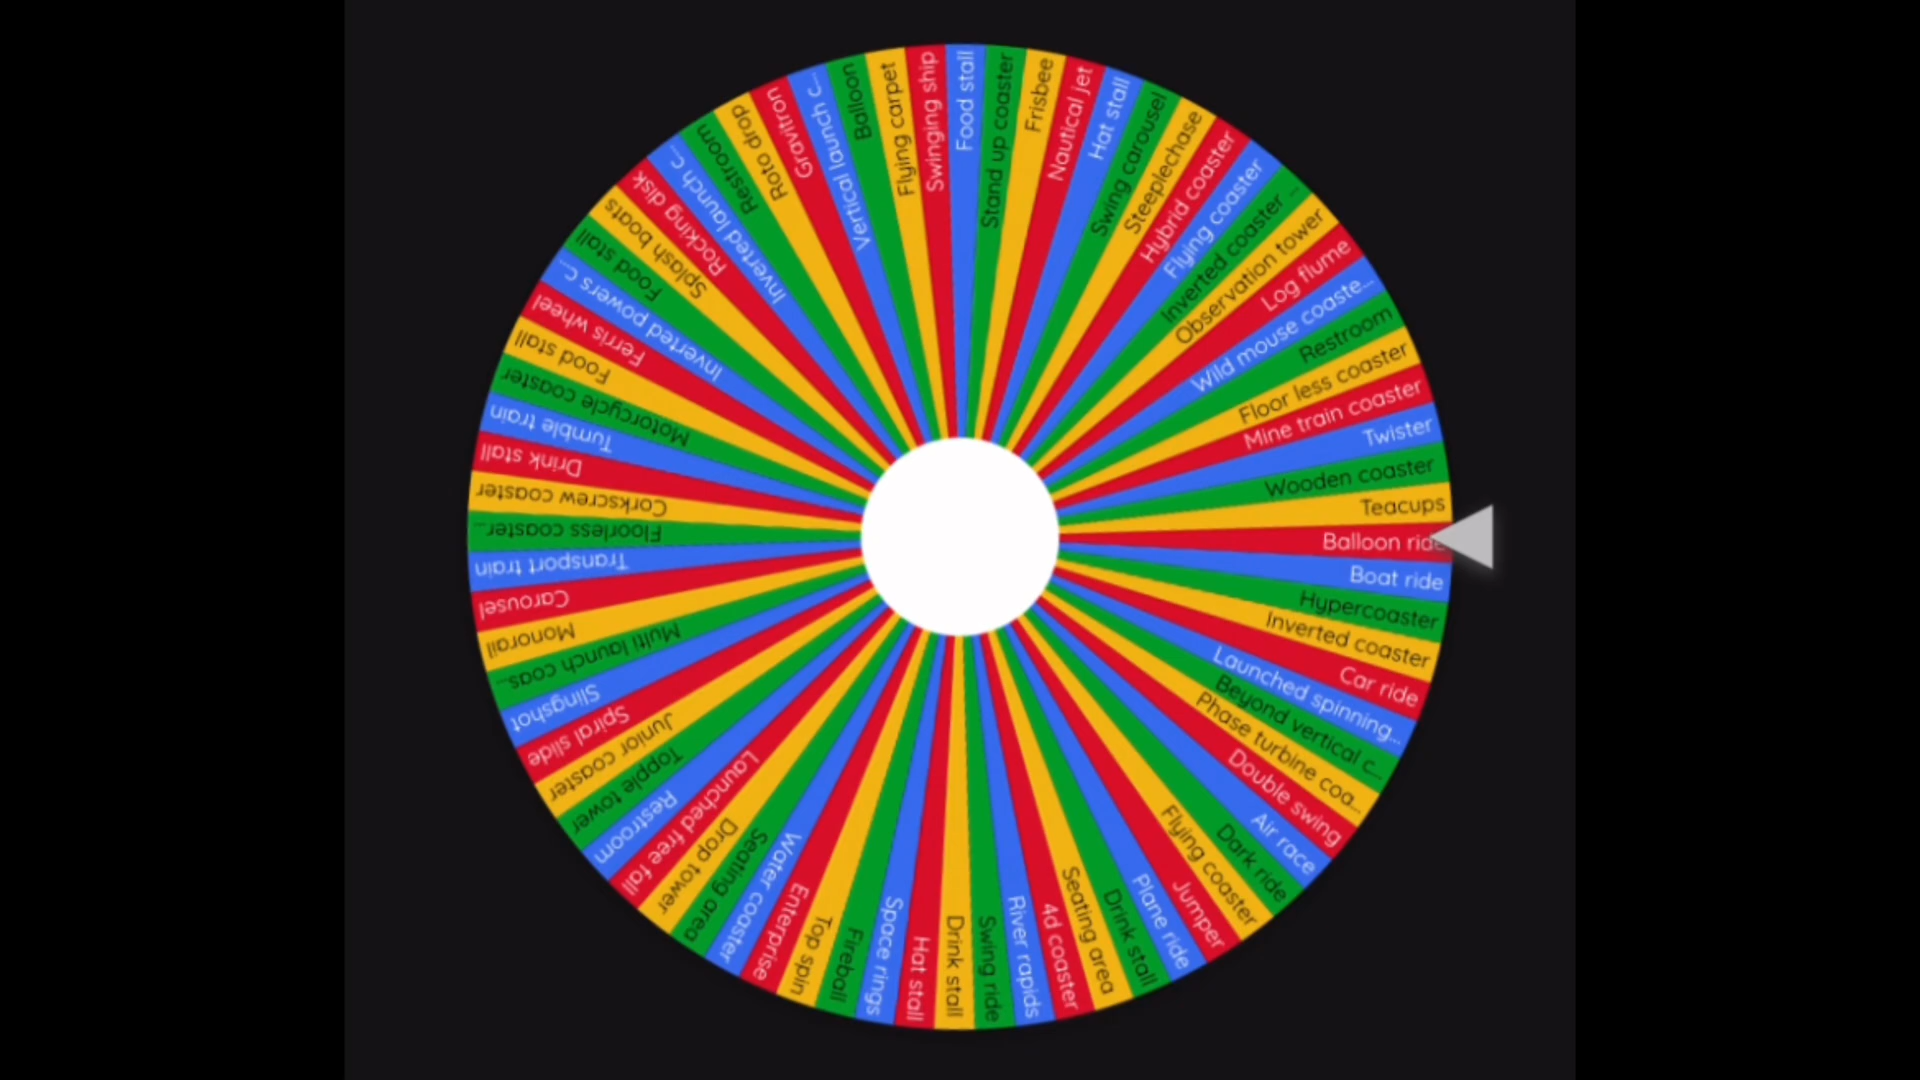 Food stall
Stand up coaster
Frisbee
Nautical jet
Hat stall
Swing carousel
Steeplechase
Hybrid coaster
Flying coaster
Inverted coaster ...
Observation tower
Log flume
Wild mouse coaste...
Restroom
Floor less coaster
Mine train coaster
Twister
Wooden coaster
Teacups
Balloon ride
Boat ride
Hypercoaster
Inverted coaster
Car ride
Launched spinning...
Beyond vertical c...
Phase turbine coa...
Double swing
Air race
Dark ride
Flying coaster
Jumper
Plane ride
Drink stall
Seating area
4d coaster
River rapids
Swing ride
Drink stall
Hat stall
Space rings
Fireball
Top spin
Enterprise
Water coaster
Seating area
Drop tower
Launched free fall
Restroom
Topple tower
Junior coaster
Spiral slide
Slingshot
Multi launch coas...
Monorail
Carousel
Transport train
Floorless coaster...
Corkscrew coaster
Drink stall
Tumble train
Motorcycle coaster
Food stall
Ferris wheel
Inverted powers c...
Food stall
Splash boats
Rocking disk
Inverted launch c...
Restroom
Roto drop
Gravitron
Vertical launch c...
Balloon
Flying carpet
Swinging ship